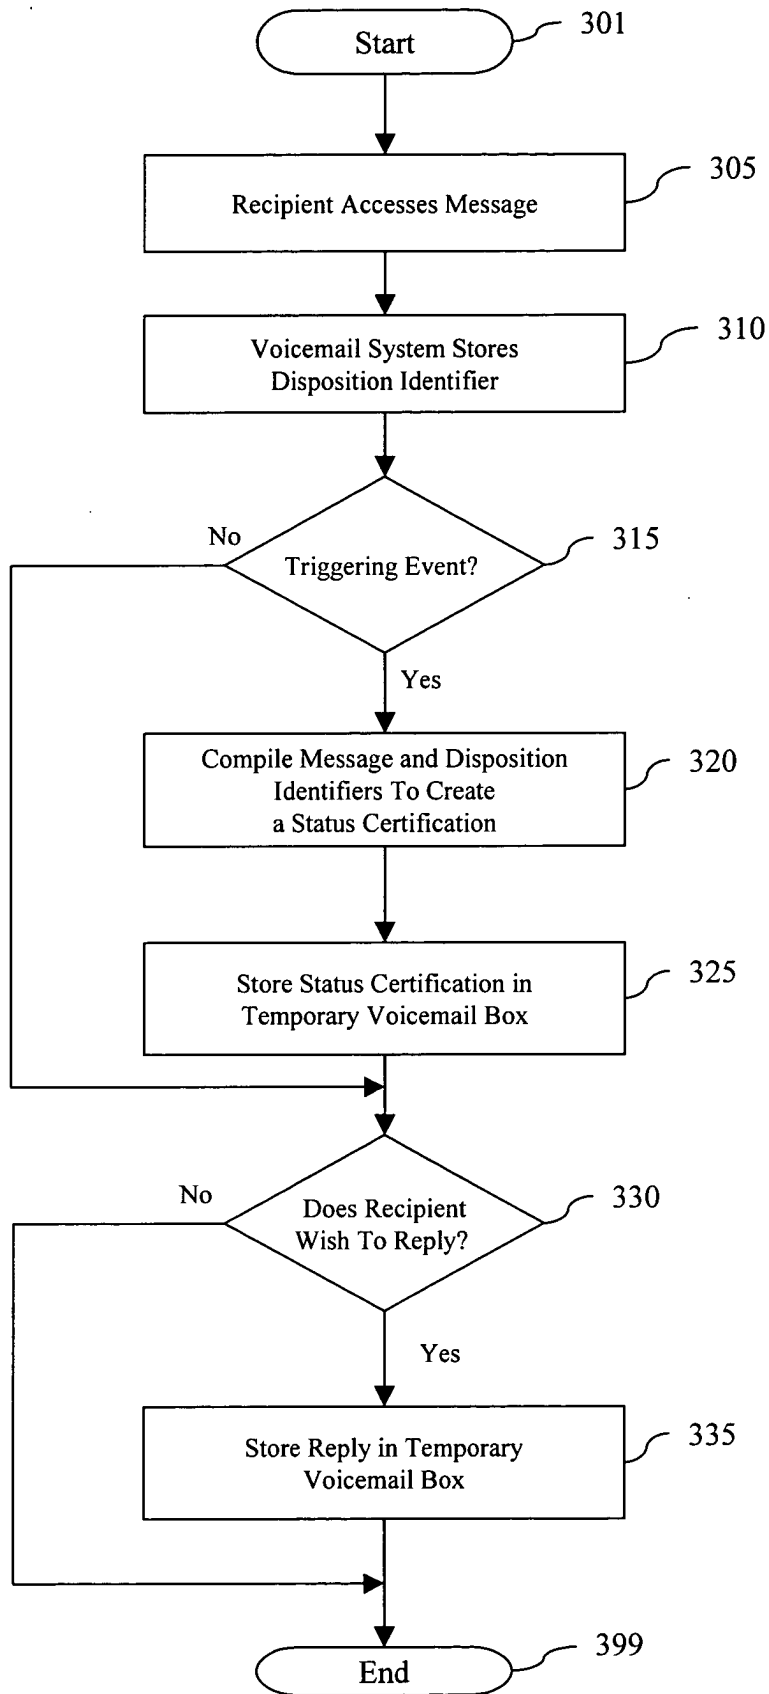 Start
301
Recipient Accesses Message
305
Voicemail System Stores
Disposition Identifier
310
No
Triggering Event?
315
Yes
Compile Message and Disposition
Identifiers To Create
a Status Certification
320
Store Status Certification in
Temporary Voicemail Box
325
No
Does Recipient
Wish To Reply?
330
Yes
Store Reply in Temporary
Voicemail Box
335
End
399